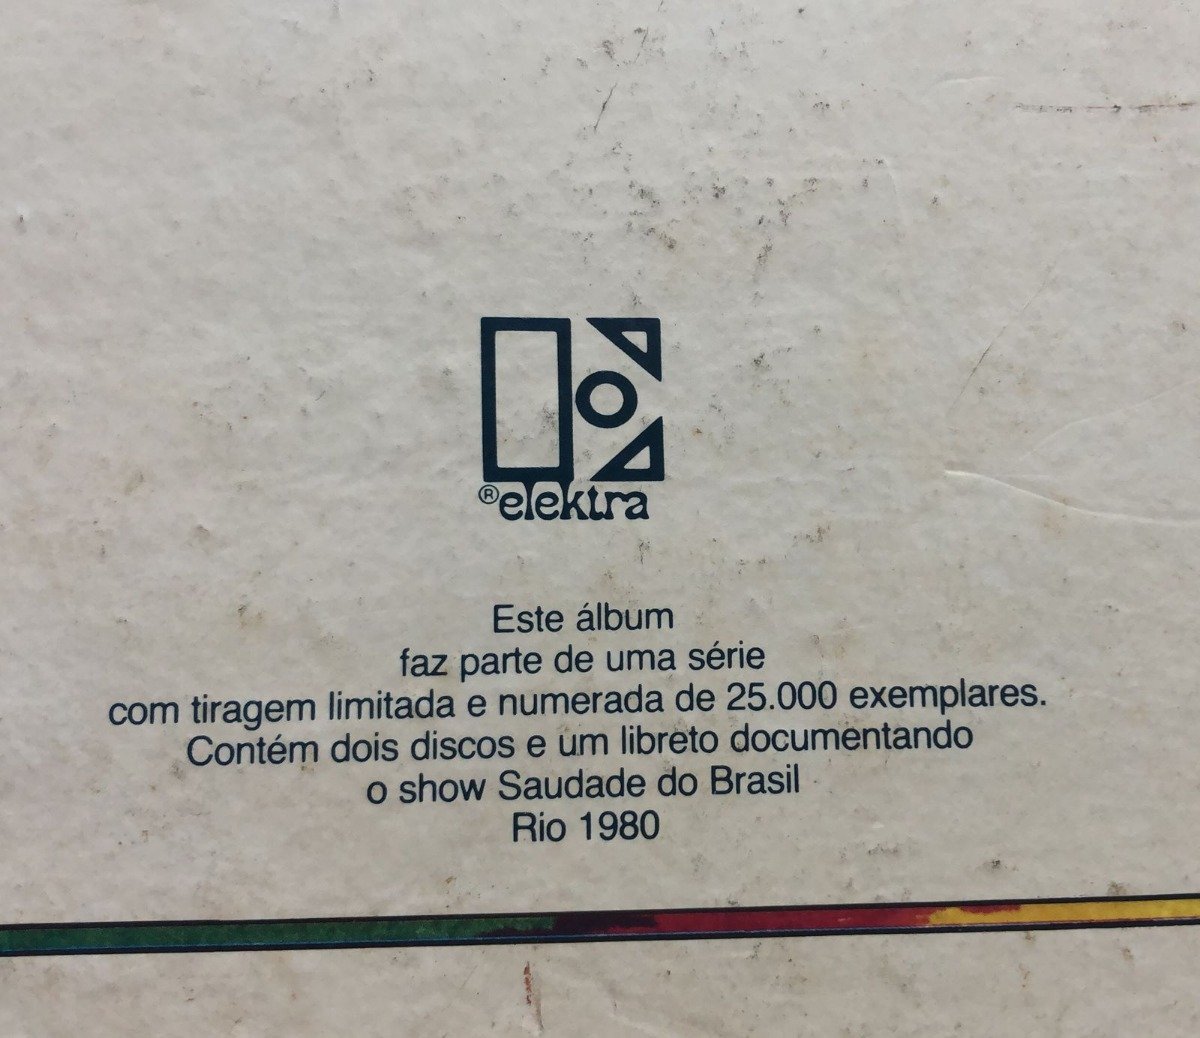 ®elektra
Este álbum
faz parte de uma série
com tiragem limitada e numerada de 25.000 exemplares.
Contém dois discos e um libreto documentando
o show Saudade do Brasil
Rio 1980